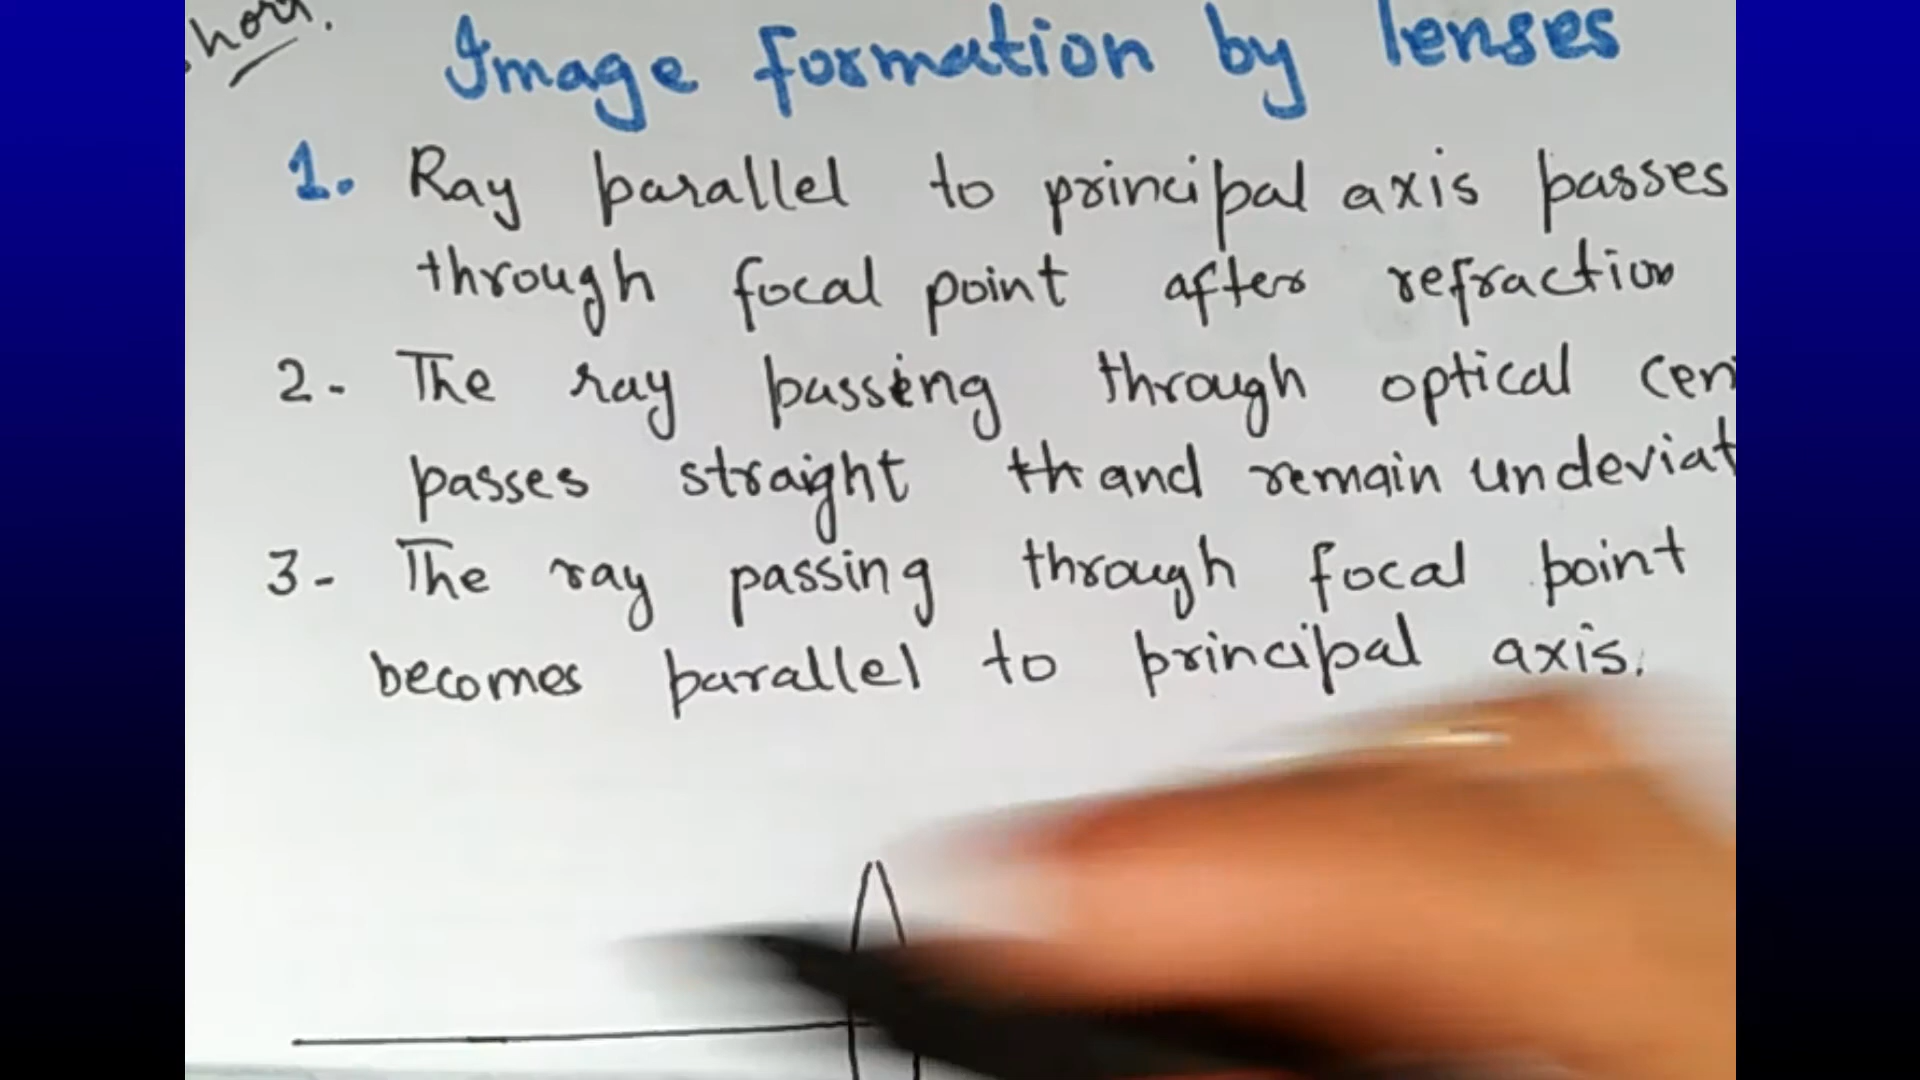 hort.
Image formation by lenses
1. Ray parallel to principal axis passes
through focal point after refraction
2- The ray passing through optical cen
passes straight th and remain undeviat
3- The ray passing through focal point
becomes parallel to principal axis.